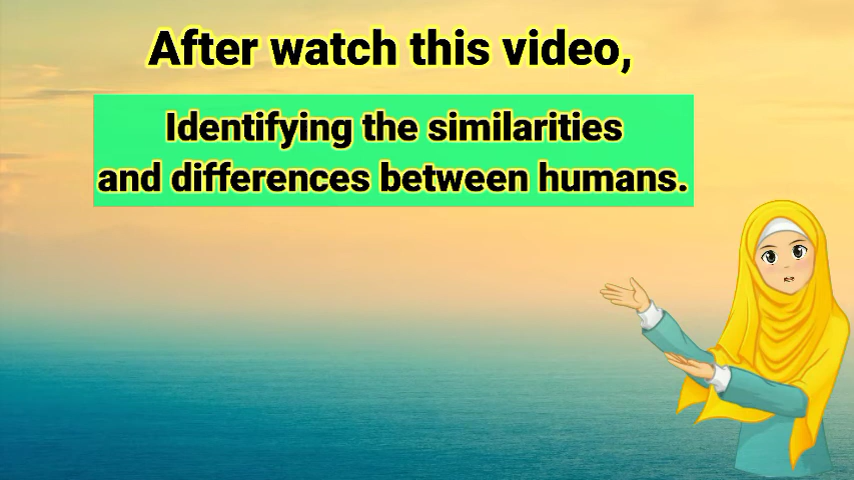 After watch this video,
Identifying the similarities
and differences between humans.